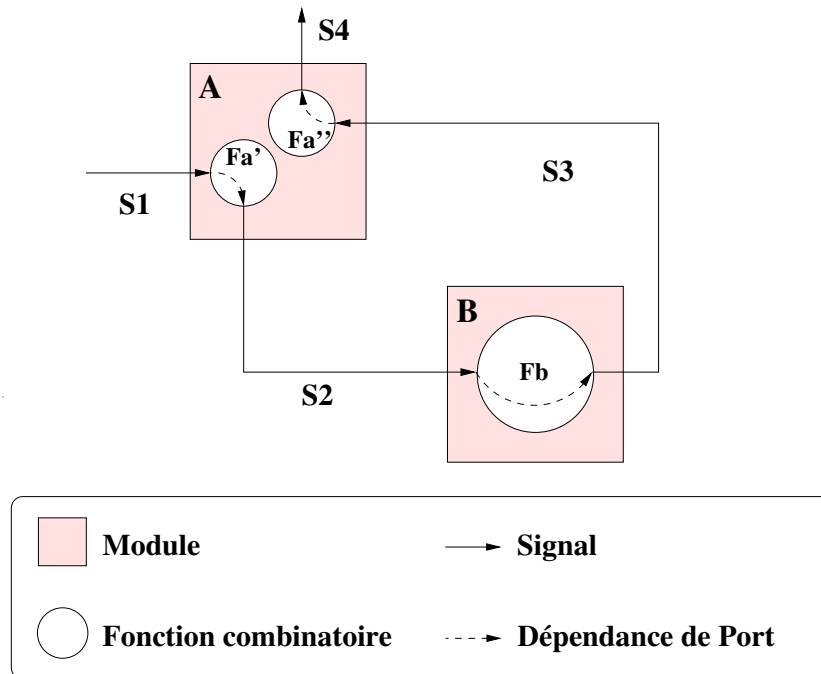 S4
A
Fa''
Fa'
S1
S3
B
Fb
S2
Module
Signal
Fonction combinatoire
Dépendance de Port